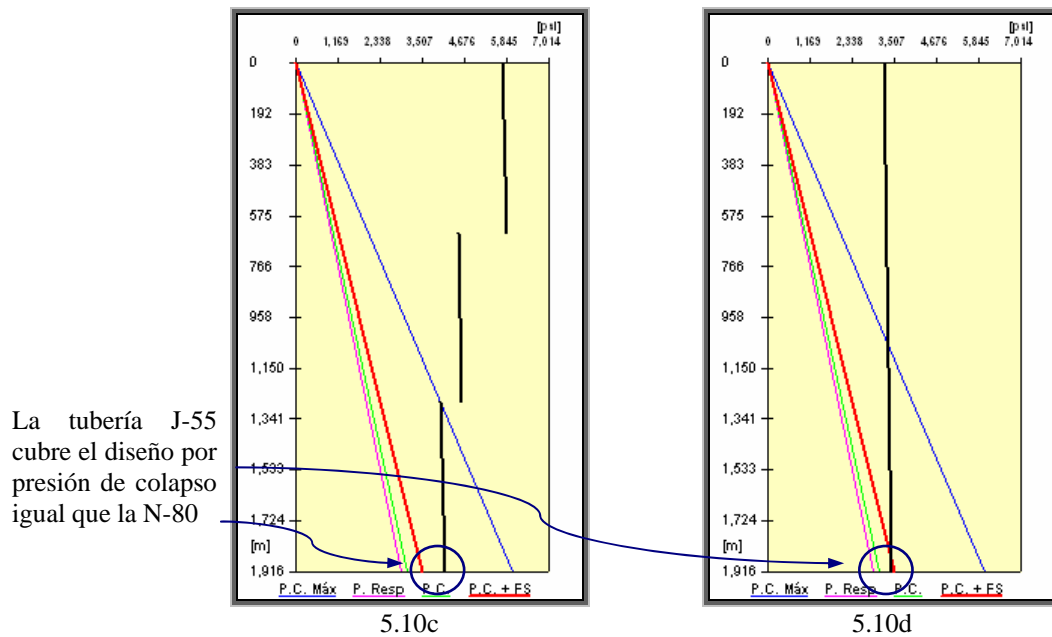 [psi]
0 1,169 2,338 3,507 4,676 5,845 7,014
0
192
383
575
766
958
1,150
1,341
1,533
1,724
[m]
1,916
P.C. Máx P. Resp P.C. P.C. + FS
5.10c
[psi]
0 1,169 2,338 3,507 4,676 5,845 7,014
0
192
383
575
766
958
1,150
1,341
1,533
1,724
[m]
1,916
P.C. Máx P. Resp P.C. P.C. + FS
5.10d
La tubería J-55
cubre el diseño por
presión de colapso
igual que la N-80